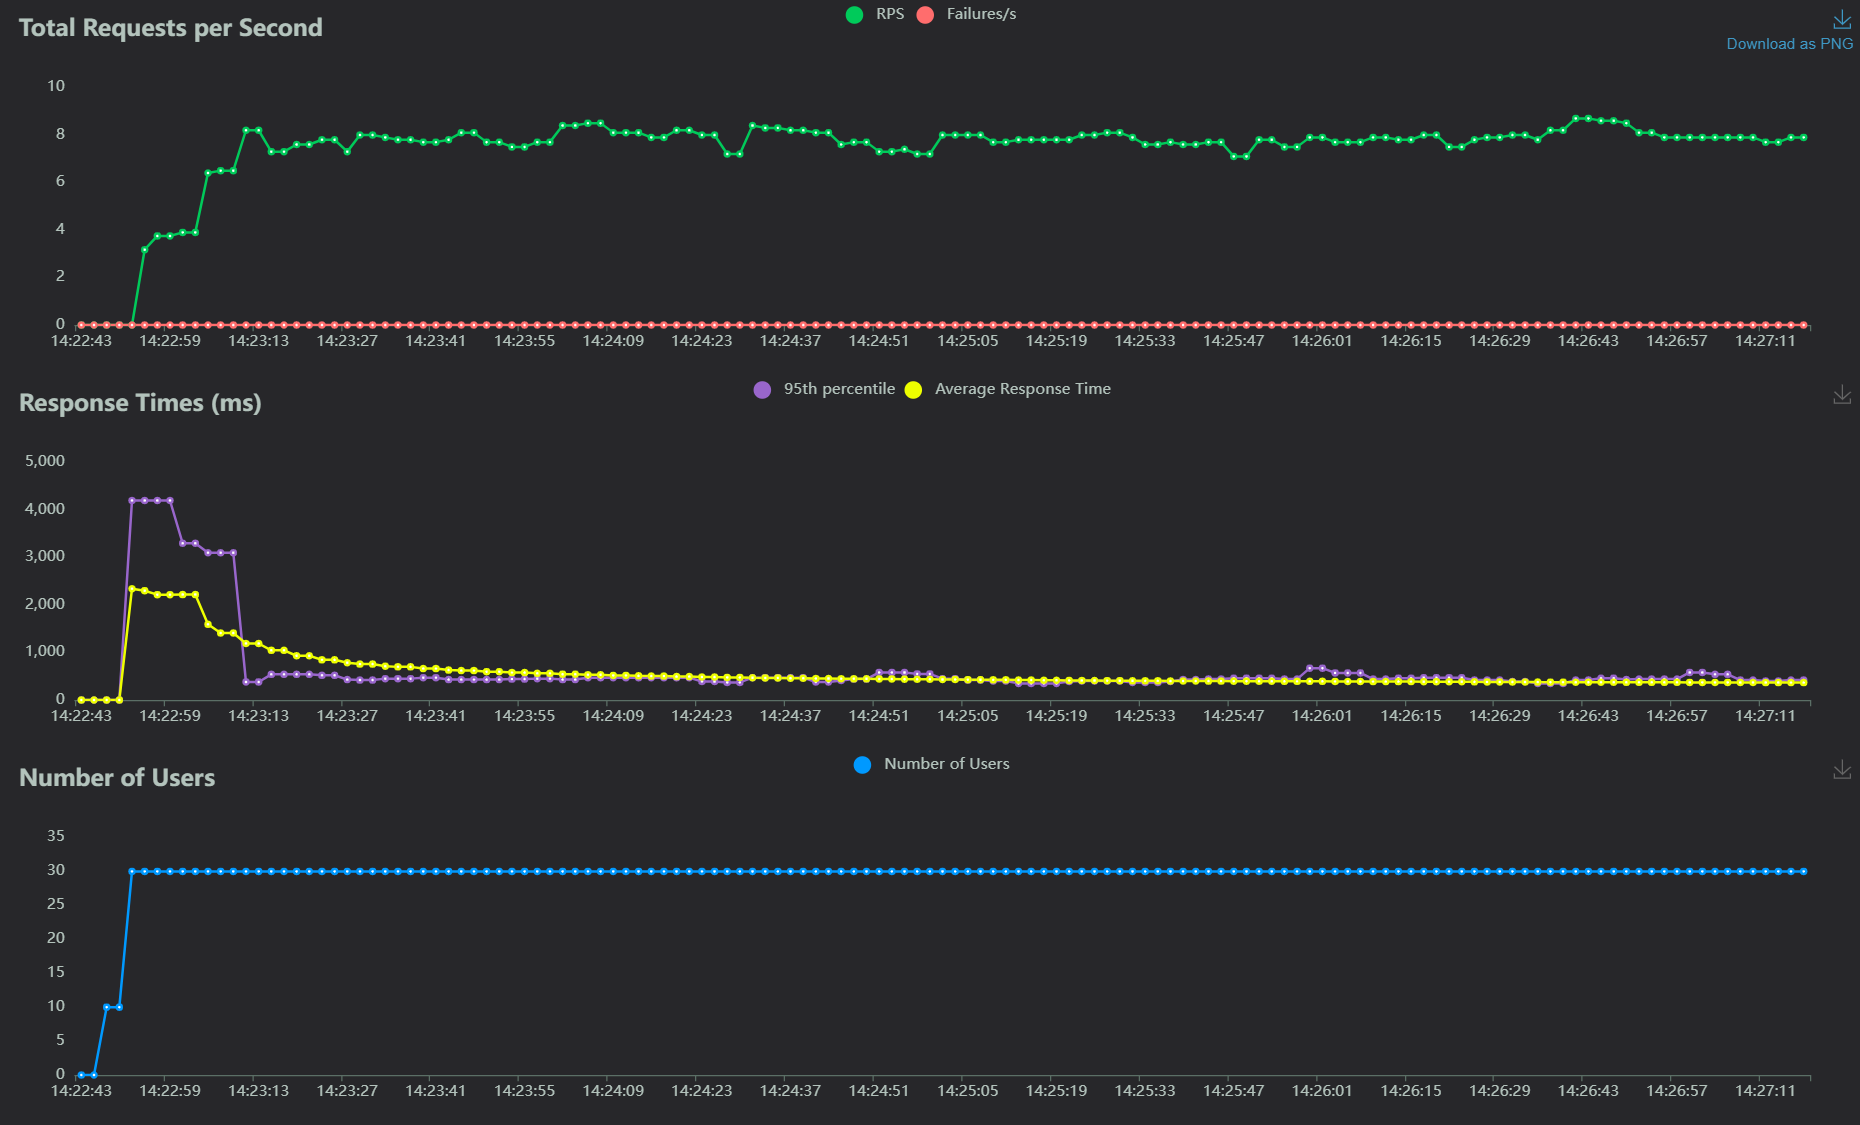 Total Requests per Second
RPS Failures/s
Download as PNG
10
8
6
4
2
0
14:22:43 14:22:59 14:23:13 14:23:27 14:23:41 14:23:55 14:24:09 14:24:23 14:24:37 14:24:51 14:25:05 14:25:19 14:25:33 14:25:47 14:26:01 14:26:15 14:26:29 14:26:43 14:26:57 14:27:11
Response Times (ms)
95th percentile Average Response Time
5,000
4,000
3,000
2,000
1,000
0
14:22:43 14:22:59 14:23:13 14:23:27 14:23:41 14:23:55 14:24:09 14:24:23 14:24:37 14:24:51 14:25:05 14:25:19 14:25:33 14:25:47 14:26:01 14:26:15 14:26:29 14:26:43 14:26:57 14:27:11
Number of Users
Number of Users
35
30
25
20
15
10
5
0
14:22:43 14:22:59 14:23:13 14:23:27 14:23:41 14:23:55 14:24:09 14:24:23 14:24:37 14:24:51 14:25:05 14:25:19 14:25:33 14:25:47 14:26:01 14:26:15 14:26:29 14:26:43 14:26:57 14:27:11